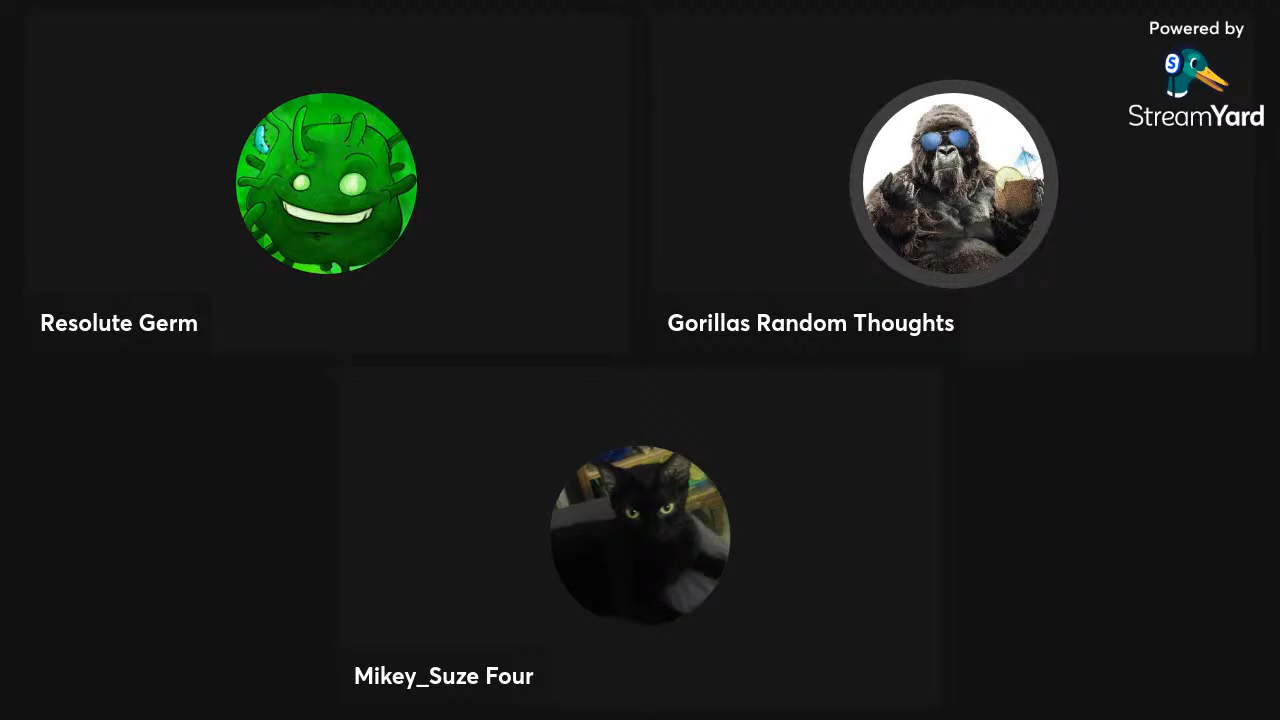 Powered by
S
StreamYard
Resolute Germ
Gorillas Random Thoughts
Mikey_Suze Four